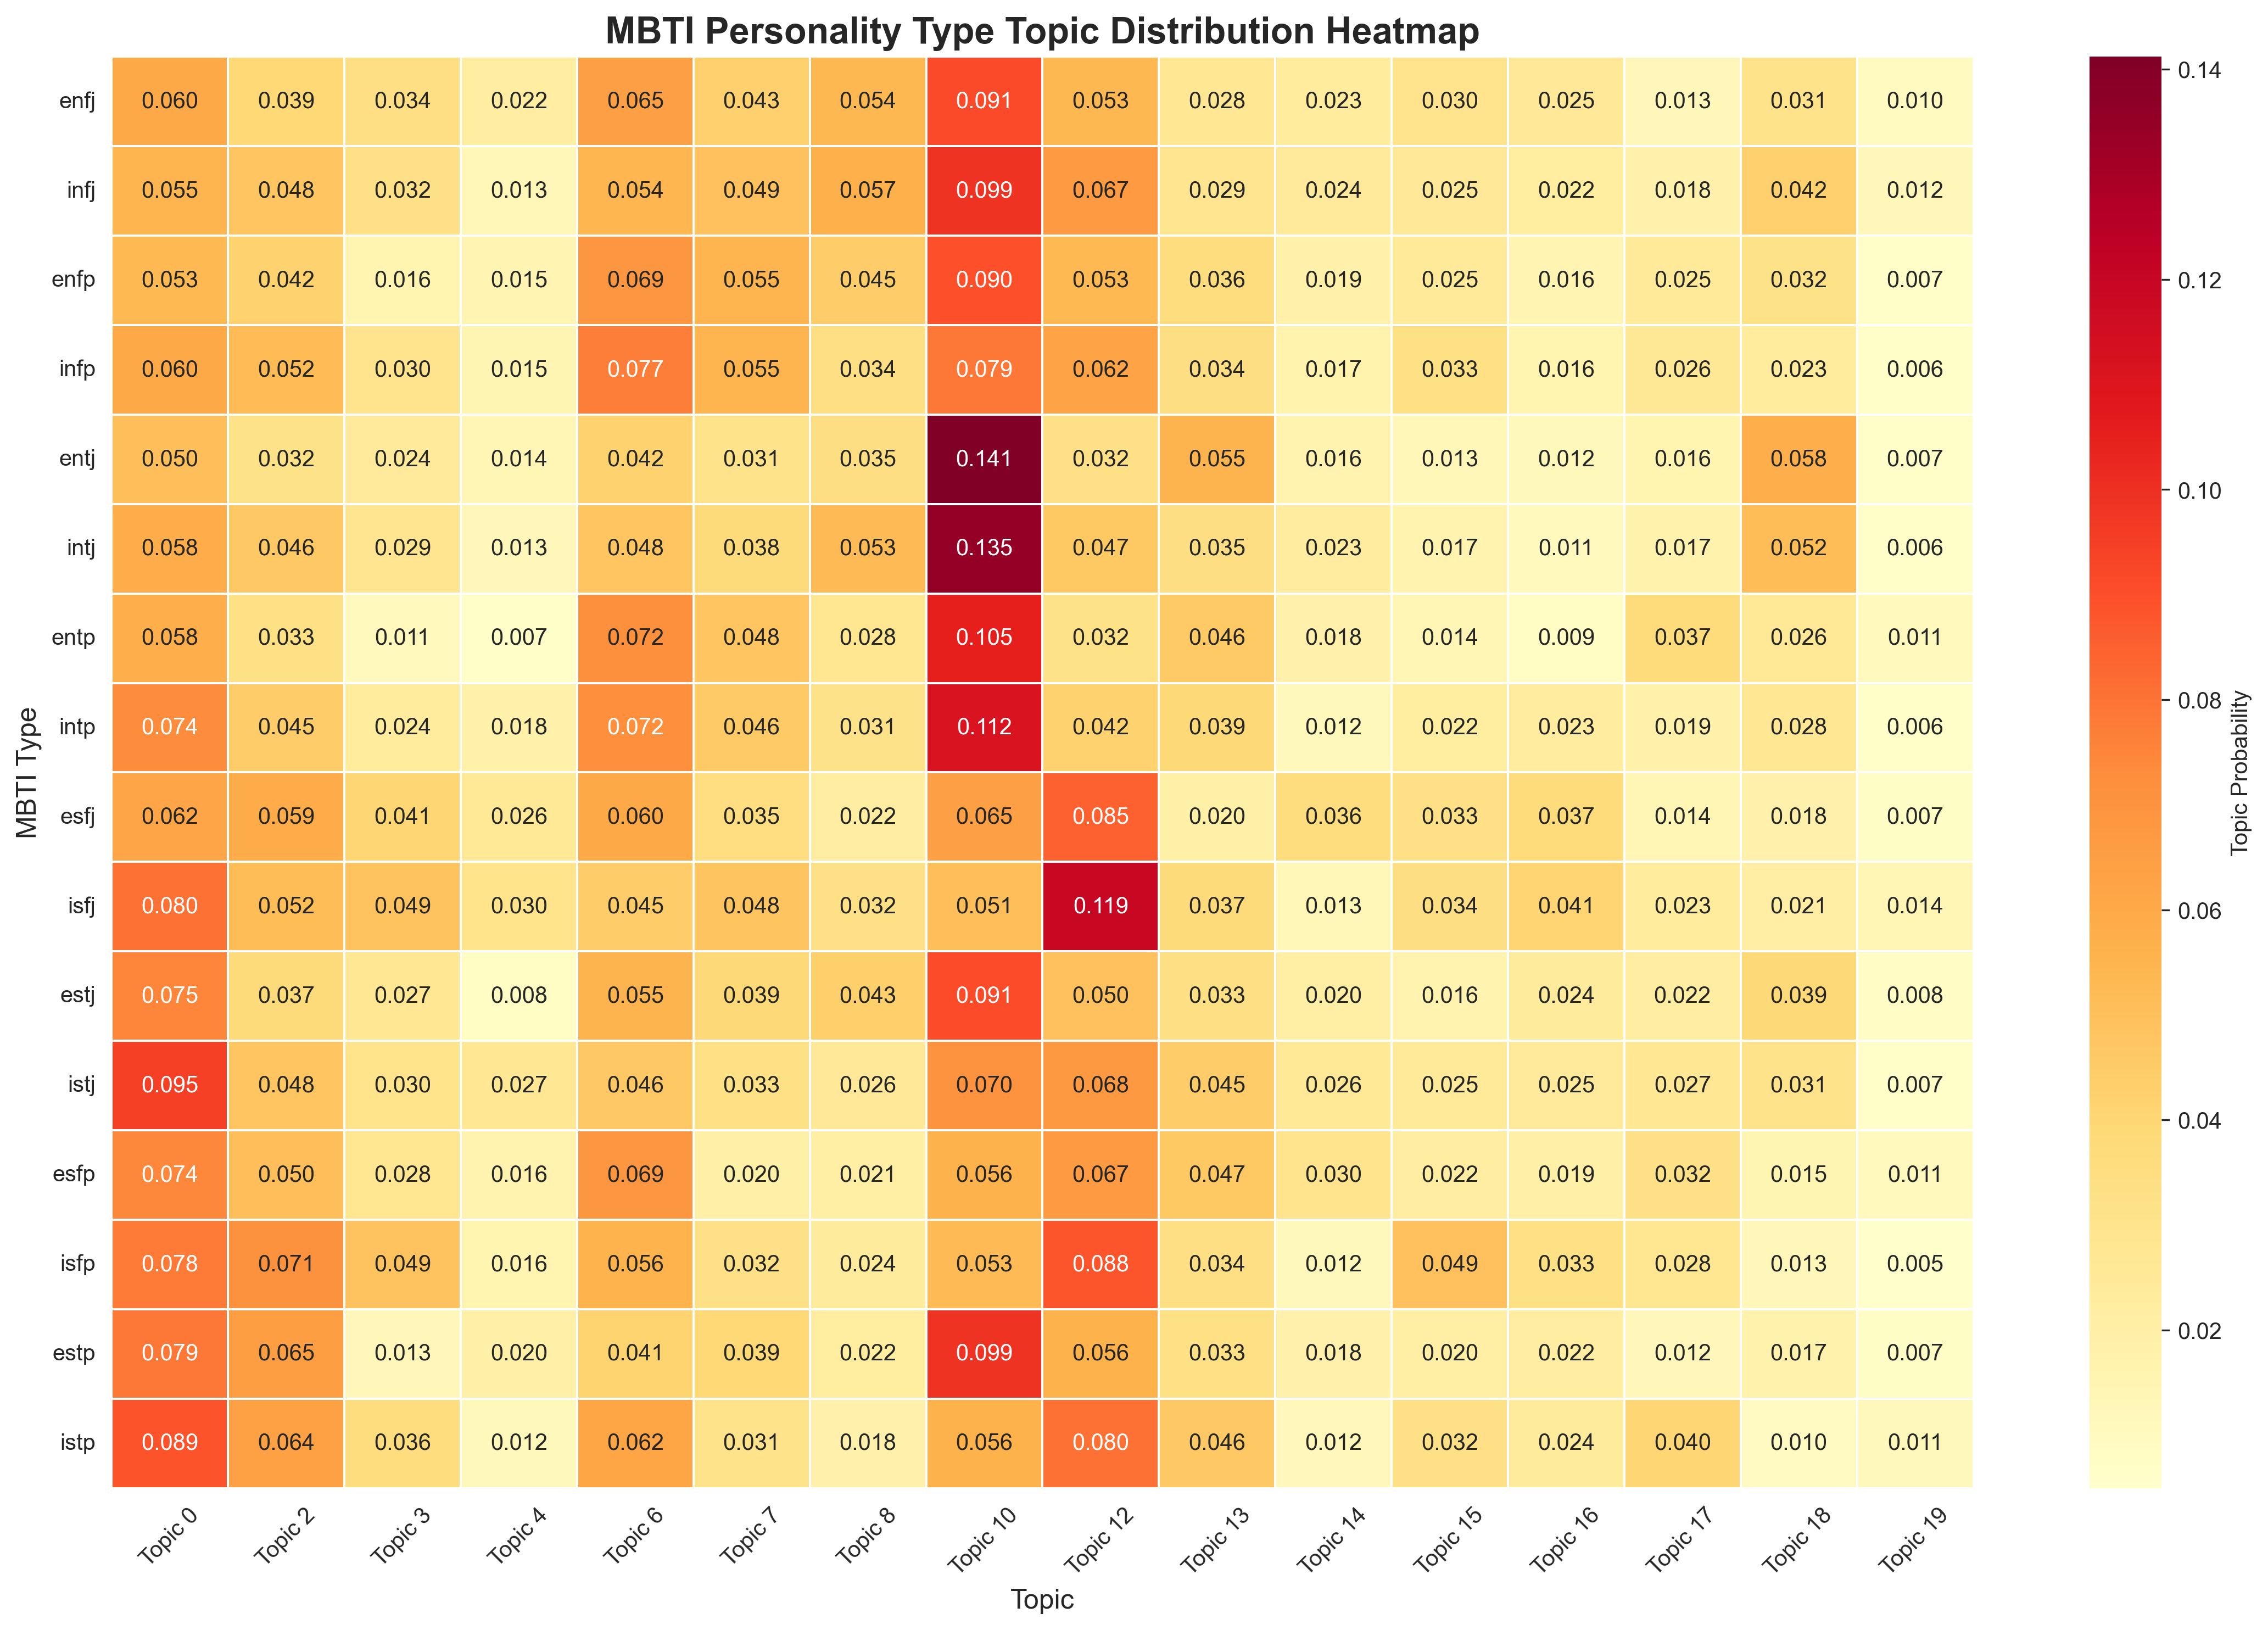 MBTI Personality Type Topic Distribution Heatmap
enfj 0.060 0.039 0.034 0.022 0.065 0.043 0.054 0.091 0.053 0.028 0.023 0.030 0.025 0.013 0.031 0.010
infj 0.055 0.048 0.032 0.013 0.054 0.049 0.057 0.099 0.067 0.029 0.024 0.025 0.022 0.018 0.042 0.012
enfp 0.053 0.042 0.016 0.015 0.069 0.055 0.045 0.090 0.053 0.036 0.019 0.025 0.016 0.025 0.032 0.007
infp 0.060 0.052 0.030 0.015 0.077 0.055 0.034 0.079 0.062 0.034 0.017 0.033 0.016 0.026 0.023 0.006
entj 0.050 0.032 0.024 0.014 0.042 0.031 0.035 0.141 0.032 0.055 0.016 0.013 0.012 0.016 0.058 0.007
intj 0.058 0.046 0.029 0.013 0.048 0.038 0.053 0.135 0.047 0.035 0.023 0.017 0.011 0.017 0.052 0.006
entp 0.058 0.033 0.011 0.007 0.072 0.048 0.028 0.105 0.032 0.046 0.018 0.014 0.009 0.037 0.026 0.011
intp 0.074 0.045 0.024 0.018 0.072 0.046 0.031 0.112 0.042 0.039 0.012 0.022 0.023 0.019 0.028 0.006
esfj 0.062 0.059 0.041 0.026 0.060 0.035 0.022 0.065 0.085 0.020 0.036 0.033 0.037 0.014 0.018 0.007
isfj 0.080 0.052 0.049 0.030 0.045 0.048 0.032 0.051 0.119 0.037 0.013 0.034 0.041 0.023 0.021 0.014
estj 0.075 0.037 0.027 0.008 0.055 0.039 0.043 0.091 0.050 0.033 0.020 0.016 0.024 0.022 0.039 0.008
istj 0.095 0.048 0.030 0.027 0.046 0.033 0.026 0.070 0.068 0.045 0.026 0.025 0.025 0.027 0.031 0.007
esfp 0.074 0.050 0.028 0.016 0.069 0.020 0.021 0.056 0.067 0.047 0.030 0.022 0.019 0.032 0.015 0.011
isfp 0.078 0.071 0.049 0.016 0.056 0.032 0.024 0.053 0.088 0.034 0.012 0.049 0.033 0.028 0.013 0.005
estp 0.079 0.065 0.013 0.020 0.041 0.039 0.022 0.099 0.056 0.033 0.018 0.020 0.022 0.012 0.017 0.007
istp 0.089 0.064 0.036 0.012 0.062 0.031 0.018 0.056 0.080 0.046 0.012 0.032 0.024 0.040 0.010 0.011
Topic 0 Topic 2 Topic 3 Topic 4 Topic 6 Topic 7 Topic 8 Topic 10 Topic 12 Topic 13 Topic 14 Topic 15 Topic 16 Topic 17 Topic 18 Topic 19
Topic
MBTI Type
0.14
0.12
0.10
0.08
0.06
0.04
0.02
Topic Probability